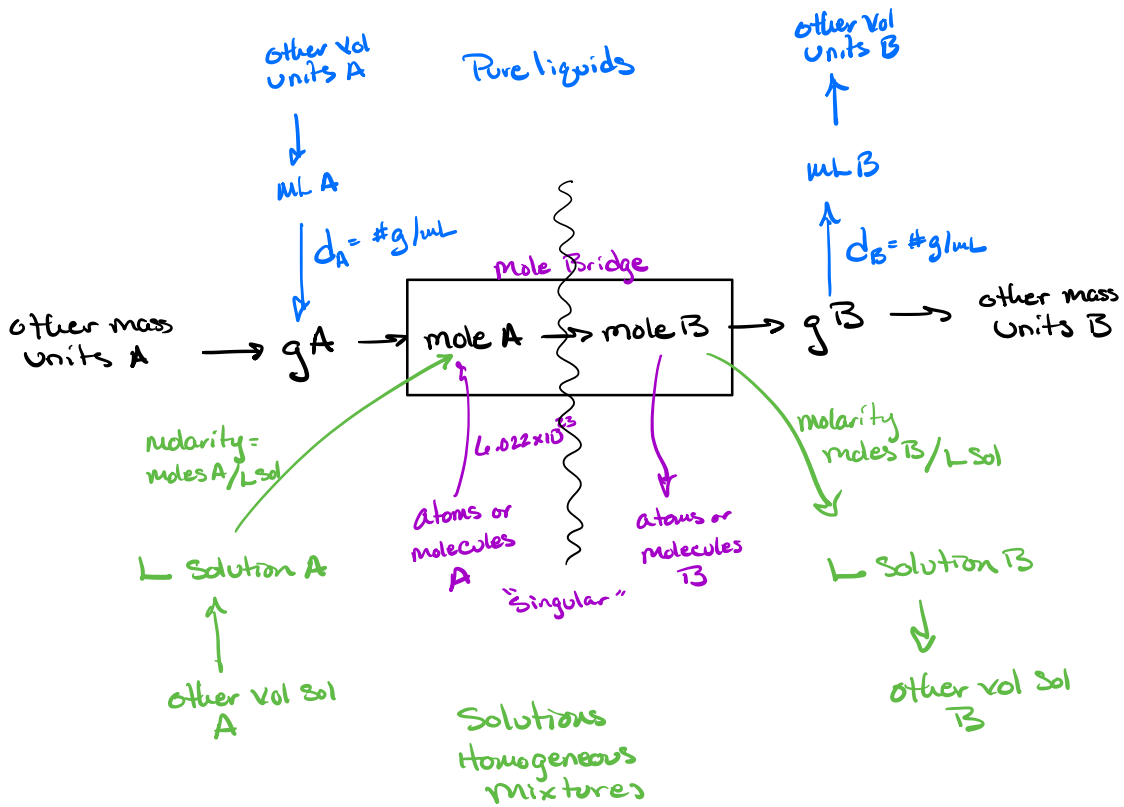 other vol
units A
Pure liquids
other vol
units B
mL A
mL B
dA = #g/mL
dB = #g/mL
Mole Bridge
other mass
units A
gA
mole A
mole B
gB
other mass
units B
molarity =
moles A/L sol
6.022x10^23
molarity
moles B/L sol
atoms or
molecules
A
atoms or
molecules
B
L solution A
"Singular"
L solution B
other vol sol
A
other vol sol
B
Solutions
Homogeneous
mixtures